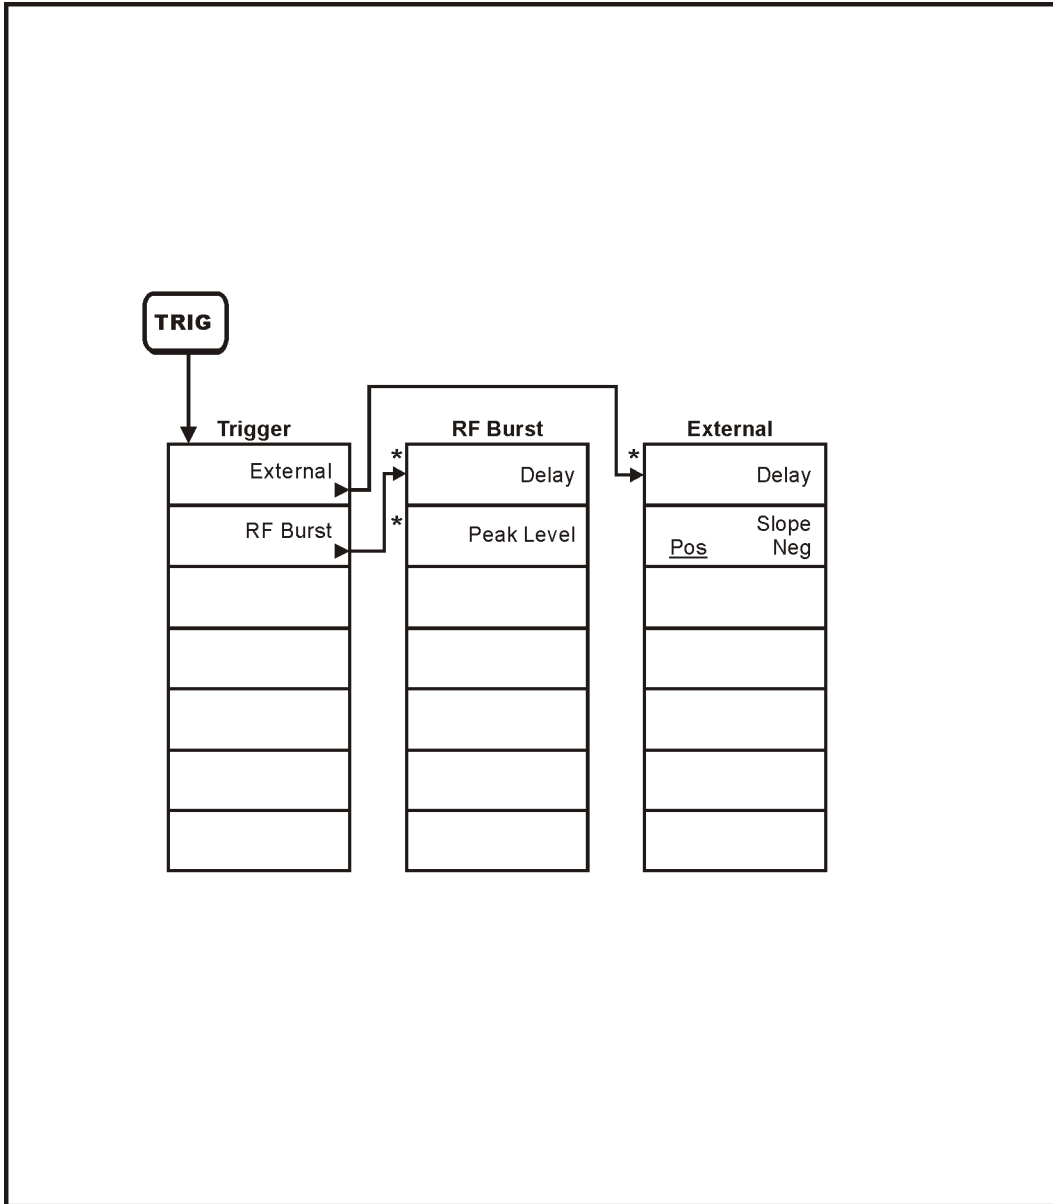 TRIG
Trigger
External
RF Burst
RF Burst
*
Delay
*
Peak Level
External
*
Delay
Slope
Pos Neg